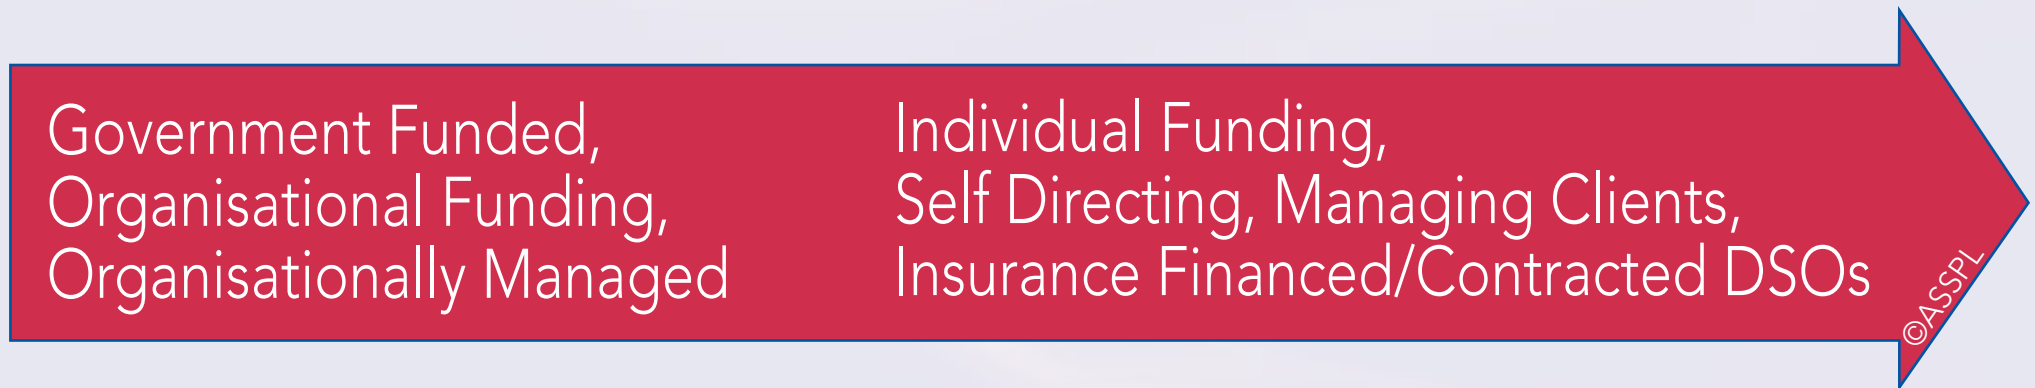 Government Funded,
Organisational Funding,
Organisationally Managed
Individual Funding,
Self Directing, Managing Clients,
Insurance Financed/Contracted DSOs
©ASSPL